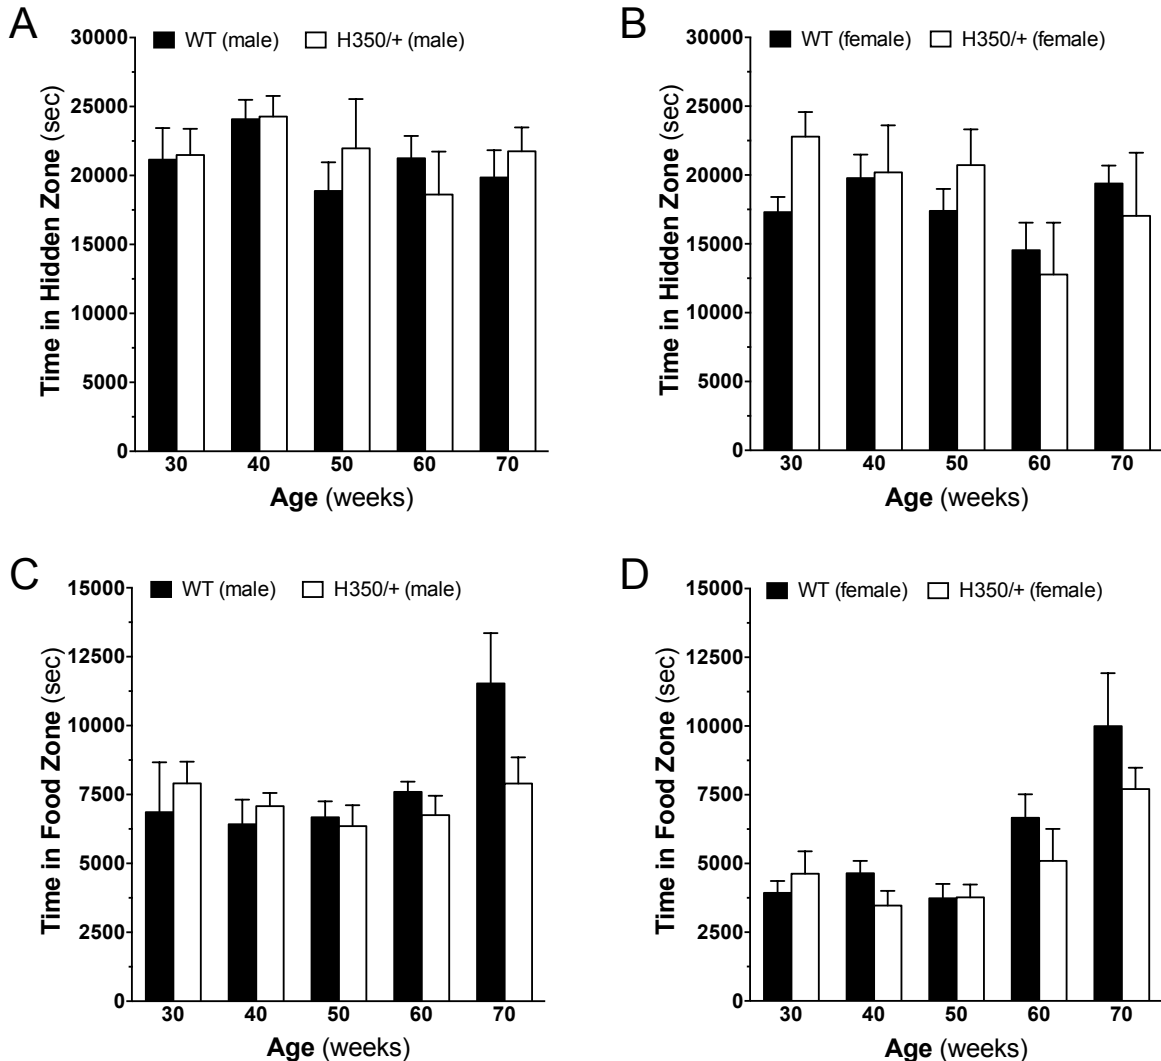 A
WT (male) H350/+ (male)
30000
25000
20000
15000
10000
5000
0
Time in Hidden Zone (sec)
30 40 50 60 70
Age (weeks)
B
WT (female) H350/+ (female)
30000
25000
20000
15000
10000
5000
0
Time in Hidden Zone (sec)
30 40 50 60 70
Age (weeks)
C
WT (male) H350/+ (male)
15000
12500
10000
7500
5000
2500
0
Time in Food Zone (sec)
30 40 50 60 70
Age (weeks)
D
WT (female) H350/+ (female)
15000
12500
10000
7500
5000
2500
0
Time in Food Zone (sec)
30 40 50 60 70
Age (weeks)